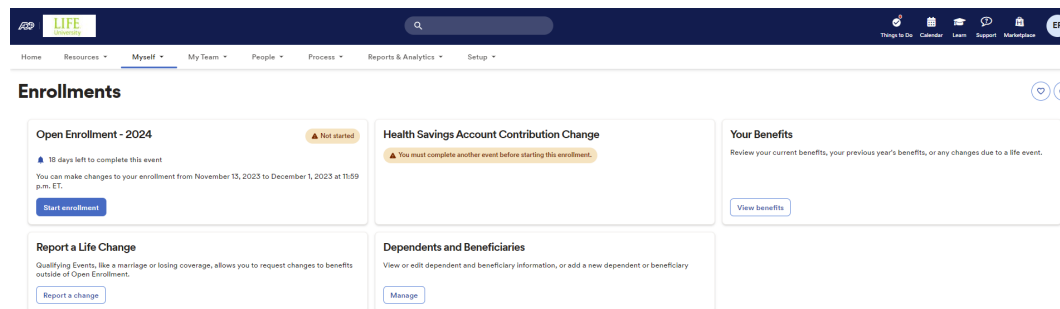 ADP
LIFE
University
Things to Do Calendar Learn Support Marketplace
Home Resources Myself My Team People Process Reports & Analytics Setup
Enrollments
Open Enrollment - 2024
Not started
18 days left to complete this event
You can make changes to your enrollment from November 13, 2023 to December 1, 2023 at 11:59
p.m. ET.
Start enrollment
Health Savings Account Contribution Change
You must complete another event before starting this enrollment.
Your Benefits
Review your current benefits, your previous year's benefits, or any changes due to a life event.
View benefits
Report a Life Change
Qualifying Events, like a marriage or losing coverage, allows you to request changes to benefits
outside of Open Enrollment.
Report a change
Dependents and Beneficiaries
View or edit dependent and beneficiary information, or add a new dependent or beneficiary
Manage